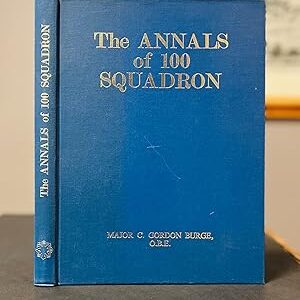 The ANNALS of 100 SQUADRON
The ANNALS
of 100
SQUADRON
MAJOR C. GORDON BURGE,
O.B.E.